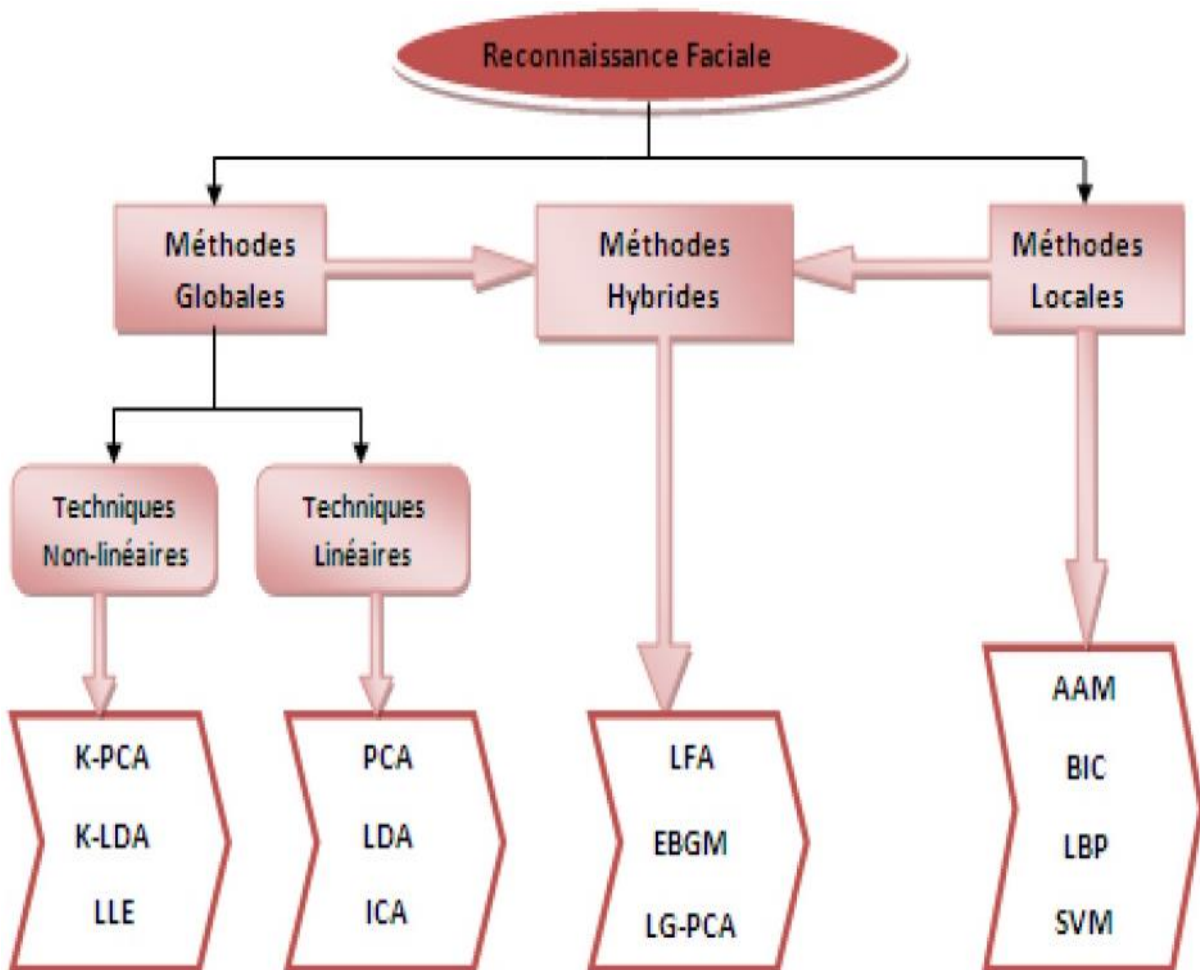 Reconnaissance Faciale
Méthodes
Globales
Méthodes
Hybrides
Méthodes
Locales
Techniques
Non-linéaires
Techniques
Linéaires
K-PCA
K-LDA
LLE
PCA
LDA
ICA
LFA
EBGM
LG-PCA
AAM
BIC
LBP
SVM